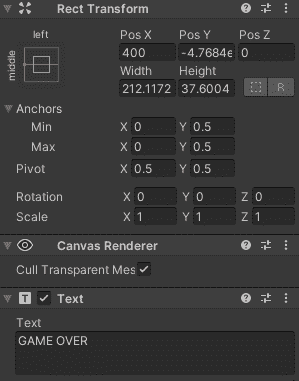 Rect Transform
left
middle
Pos X Pos Y Pos Z
400 -4.7684e 0
Width Height
212.1172 37.6004
R
Anchors
Min X 0 Y 0.5
Max X 0 Y 0.5
Pivot X 0.5 Y 0.5
Rotation X 0 Y 0 Z 0
Scale X 1 Y 1 Z 1
Canvas Renderer
Cull Transparent Mes
T Text
Text
GAME OVER